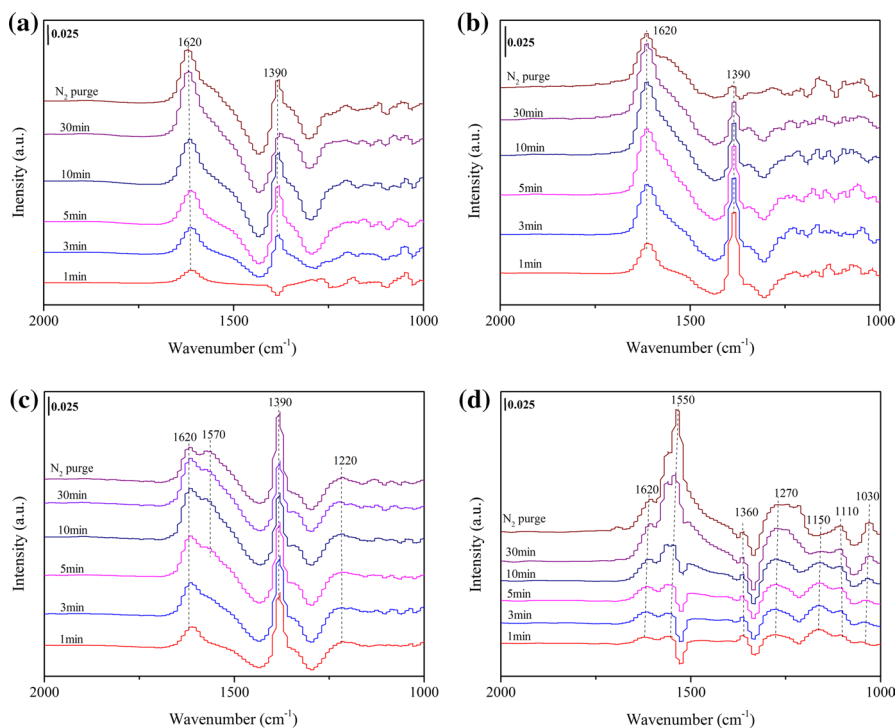 (a)
0.025
1620
1390
N₂ purge
30min
10min
5min
3min
1min
Inensity (a.u.)
2000
1500
1000
Wavenumber (cm⁻¹)
(b)
0.025
1620
1390
N₂ purge
30min
10min
5min
3min
1min
Intensity (a.u.)
2000
1500
1000
Wavenumber (cm⁻¹)
(c)
0.025
1390
1620
1570
1220
N₂ purge
30min
10min
5min
3min
1min
Intensity (a.u.)
2000
1500
1000
Wavenumber (cm⁻¹)
(d)
0.025
1550
1620
1360
1270
1150
1110
1030
N₂ purge
30min
10min
5min
3min
1min
Intensity (a.u.)
2000
1500
1000
Wavenumber (cm⁻¹)